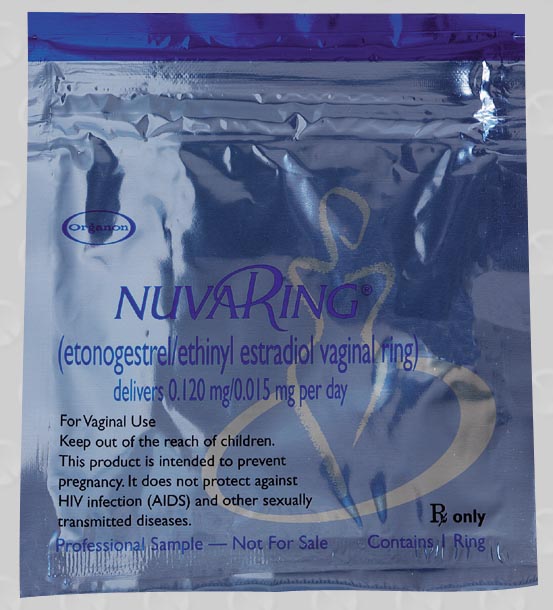 Organon
NUVARING®
(etonogestrel/ethinyl estradiol vaginal ring)
delivers 0.120 mg/0.015 mg per day
For Vaginal Use
Keep out of the reach of children.
This product is intended to prevent
pregnancy. It does not protect against
HIV infection (AIDS) and other sexually
transmitted diseases.
℞ only
Professional Sample — Not For Sale Contains 1 Ring